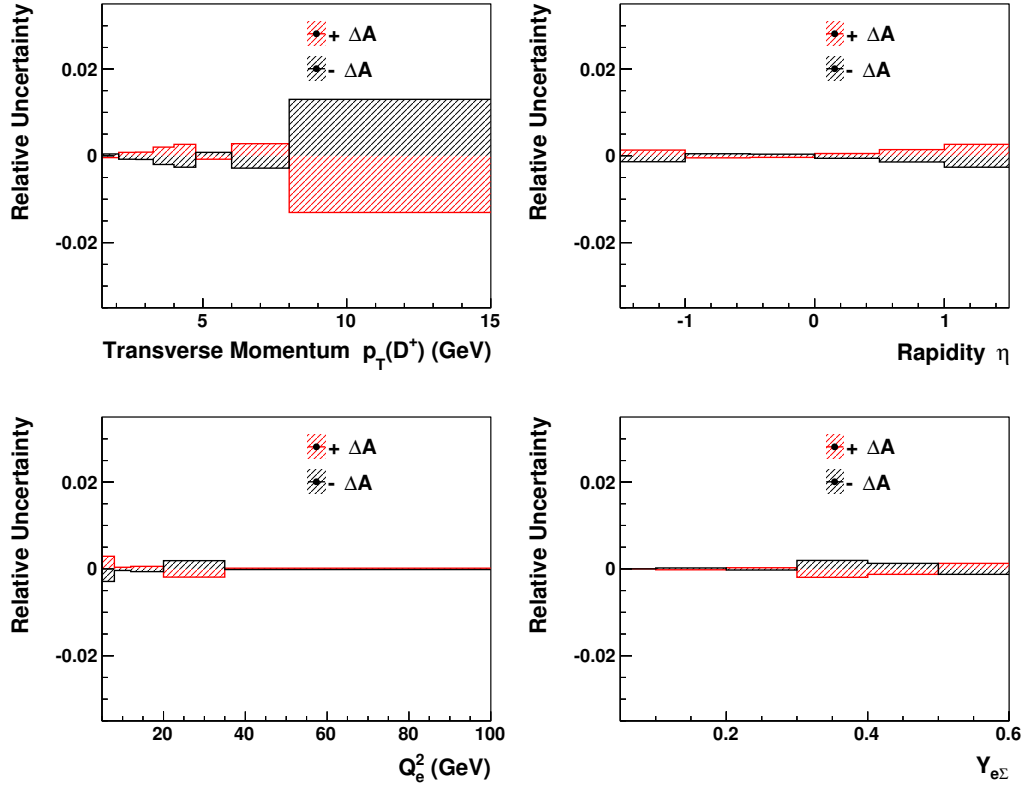 Relative Uncertainty
+ ΔA
- ΔA
0.02
0
-0.02
5
10
15
Transverse Momentum p_T(D^+) (GeV)
Relative Uncertainty
+ ΔA
- ΔA
0.02
0
-0.02
-1
0
1
Rapidity η
Relative Uncertainty
+ ΔA
- ΔA
0.02
0
-0.02
20
40
60
80
100
Q_e^2 (GeV)
Relative Uncertainty
+ ΔA
- ΔA
0.02
0
-0.02
0.2
0.4
0.6
Y_{eΣ}